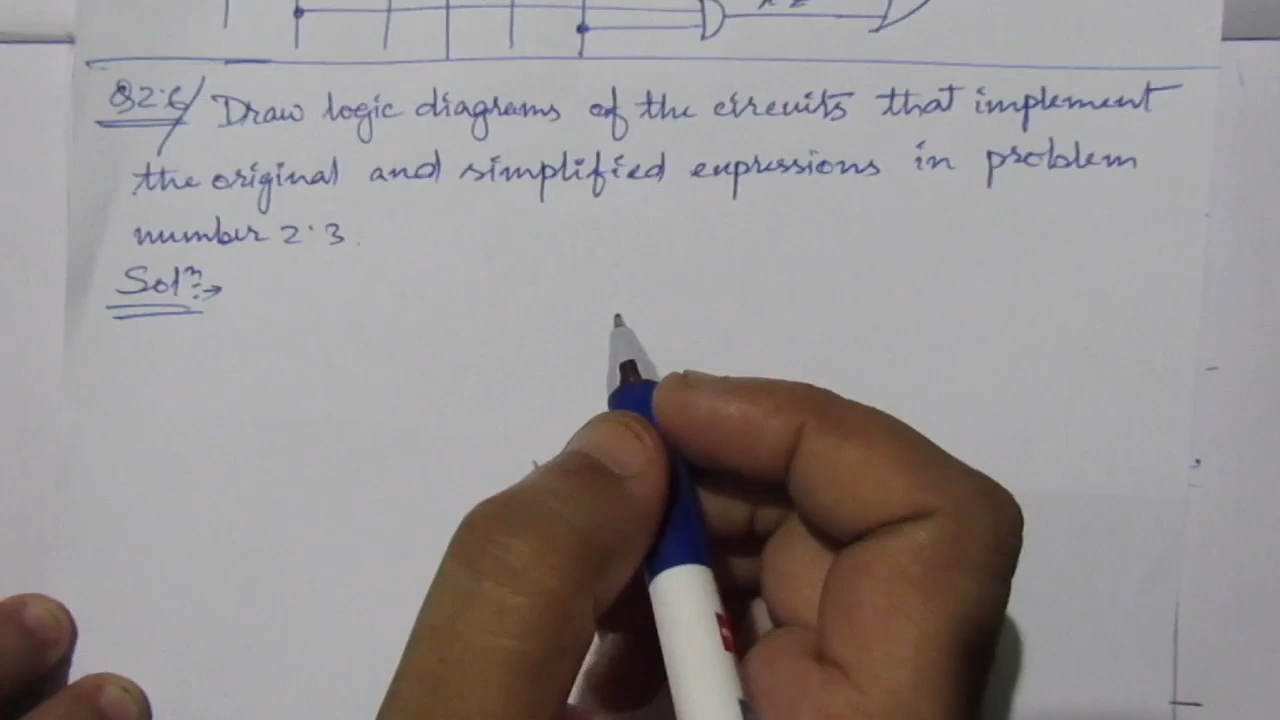 Q2.6/ Draw logic diagrams of the circuits that implement
the original and simplified expressions in problem
number 2.3.
Solⁿ:→